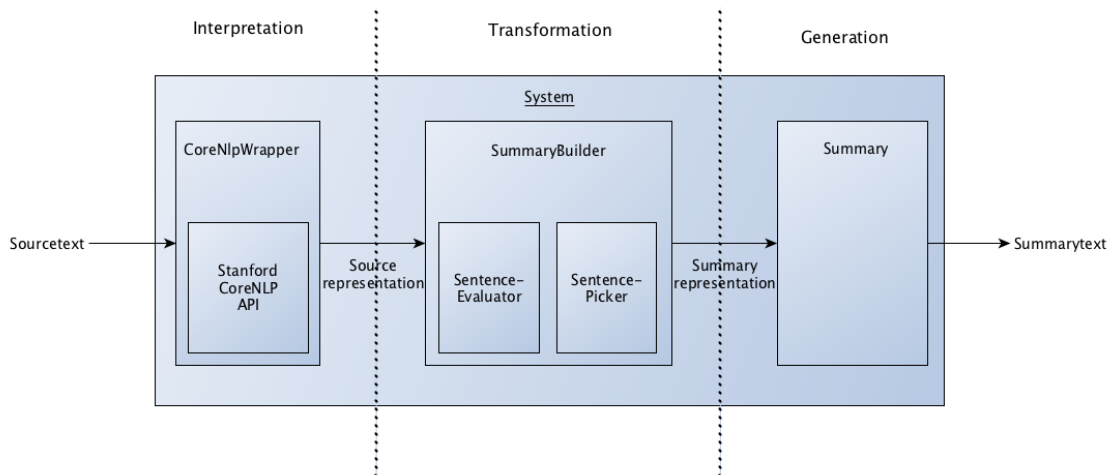 Interpretation
Transformation
Generation
System
CoreNlpWrapper
SummaryBuilder
Summary
Sourcetext
Stanford
CoreNLP
API
Source
representation
Sentence-
Evaluator
Sentence-
Picker
Summary
representation
Summarytext